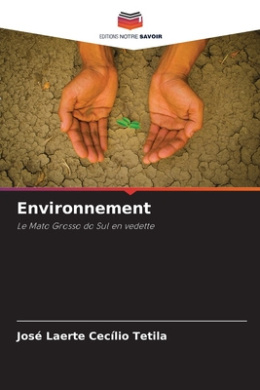 EDITIONS NOTRE SAVOIR
Environnement
Le Mato Grosso do Sul en vedette
José Laerte Cecílio Tetila